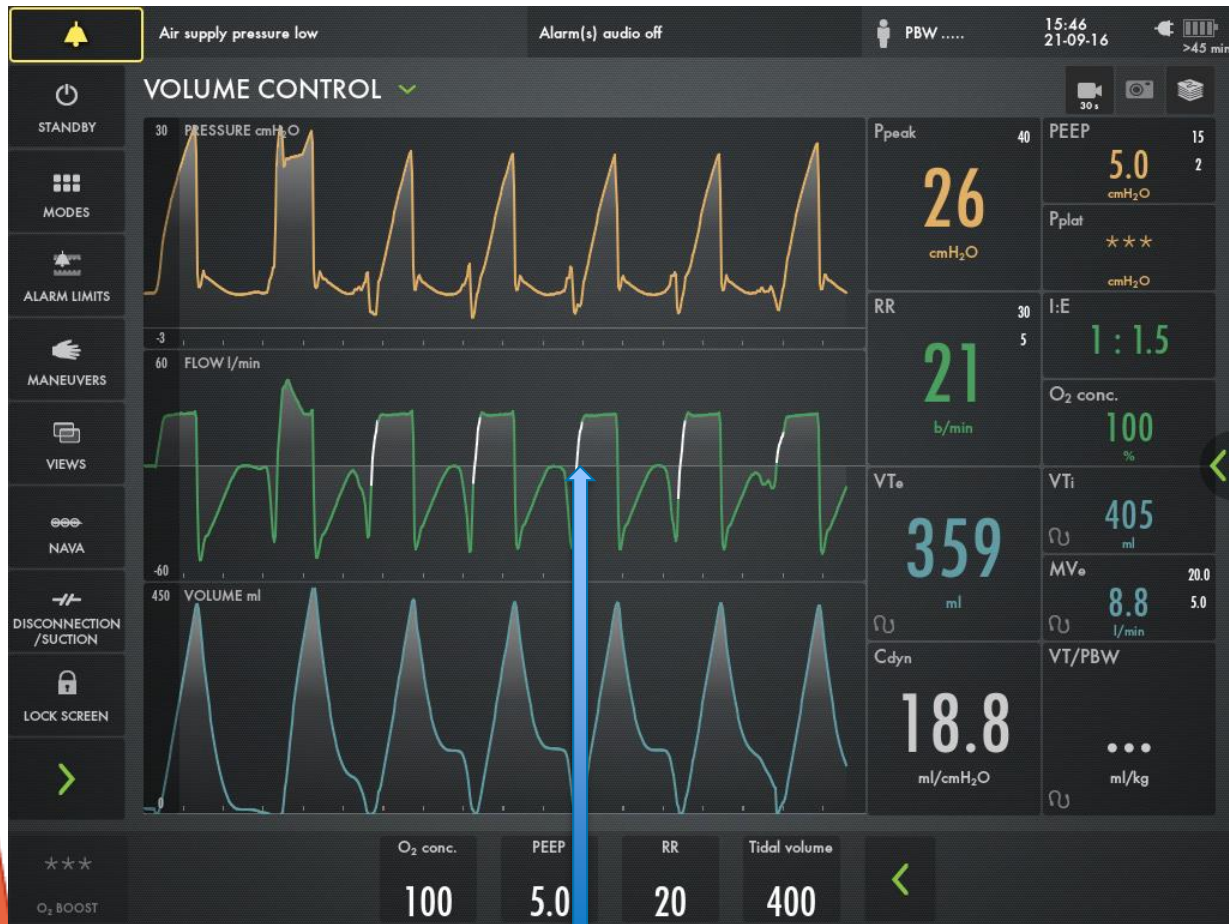 Air supply pressure low
Alarm(s) audio off
PBW .....
15:46
21-09-16
>45 min
STANDBY
MODES
ALARM LIMITS
MANEUVERS
VIEWS
NAVA
DISCONNECTION
/SUCTION
LOCK SCREEN
VOLUME CONTROL
30 s
30 PRESSURE cmH₂O
-3
60 FLOW l/min
-60
450 VOLUME ml
0
Ppeak 40
26
cmH₂O
PEEP 15
5.0 2
cmH₂O
Pplat
***
cmH₂O
RR 30
5
21
b/min
I:E
1 : 1.5
O₂ conc.
100
%
VTe
359
ml
VTi
405
ml
MVe 20.0
8.8 5.0
l/min
Cdyn
18.8
ml/cmH₂O
VT/PBW
...
ml/kg
***
O₂ BOOST
O₂ conc.
100
PEEP
5.0
RR
20
Tidal volume
400